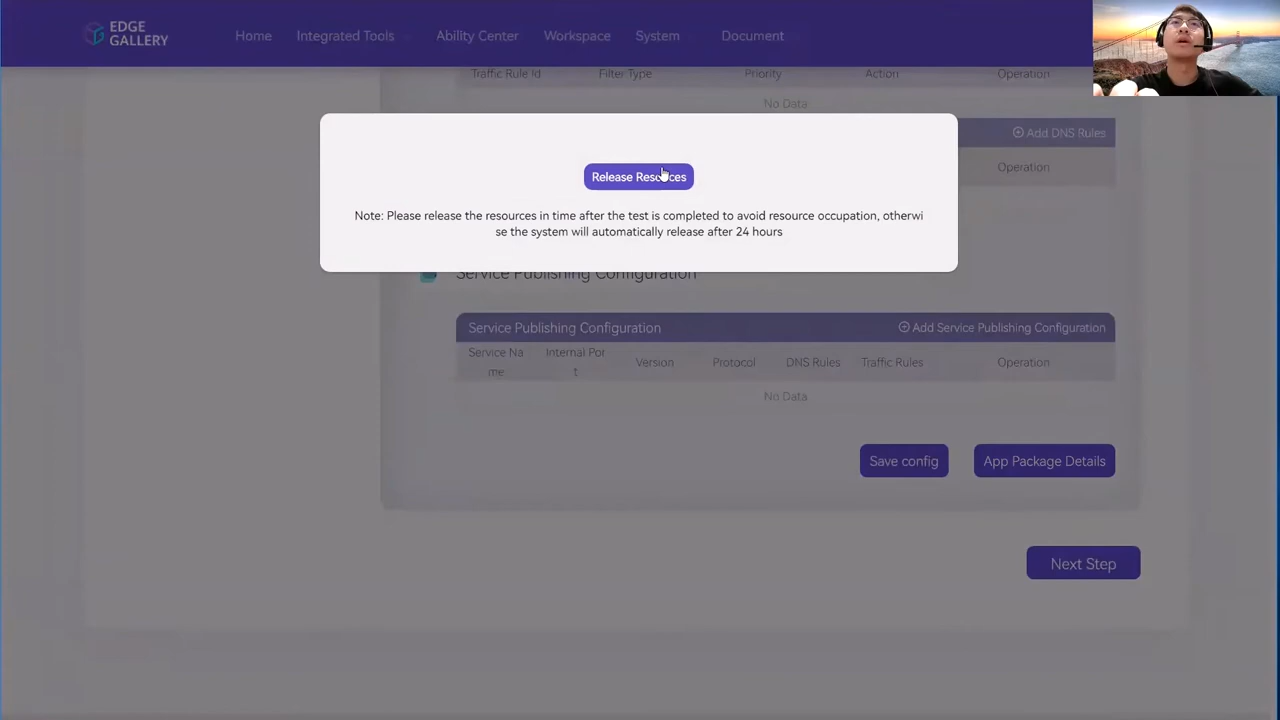 EDGE
GALLERY
Home Integrated Tools Ability Center Workspace System Document
Traffic Rule Id Filter Type Priority Action Operation
No Data
Add DNS Rules
Operation
Release Resources
Note: Please release the resources in time after the test is completed to avoid resource occupation, otherwi
se the system will automatically release after 24 hours
Service Publishing Configuration
Service Publishing Configuration Add Service Publishing Configuration
Service Na
me
Internal Por
t
Version Protocol DNS Rules Traffic Rules Operation
No Data
Save config App Package Details
Next Step